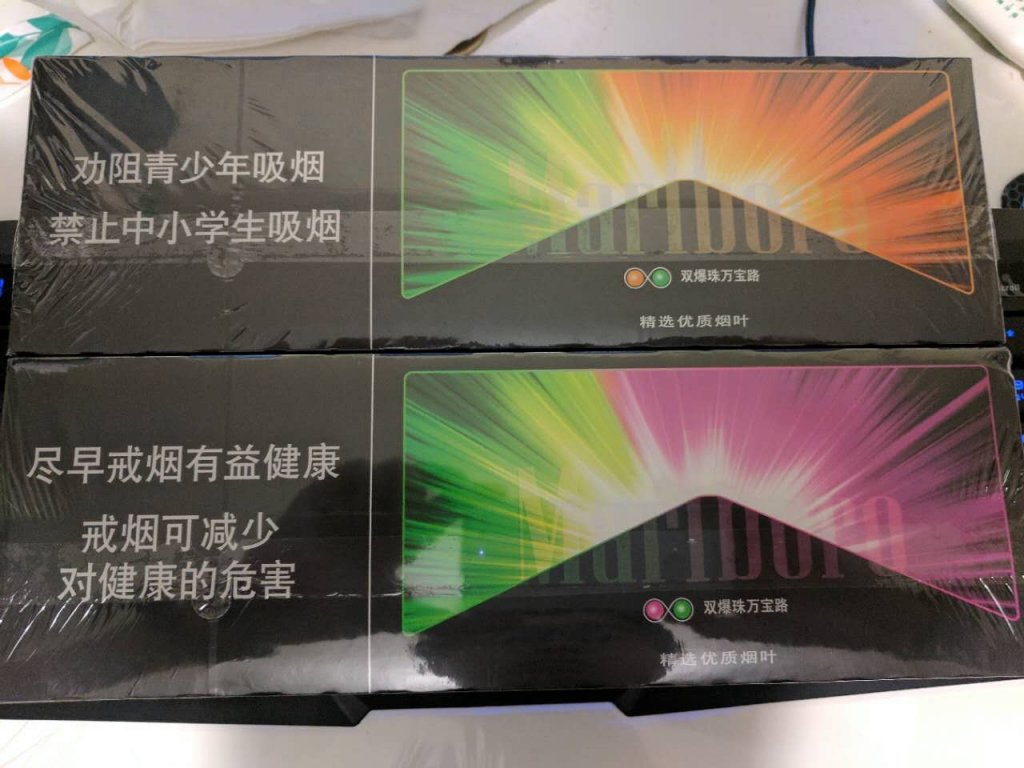 劝阻青少年吸烟
禁止中小学生吸烟
Marlboro
双爆珠万宝路
精选优质烟叶
尽早戒烟有益健康
戒烟可减少
对健康的危害
Marlboro
双爆珠万宝路
精选优质烟叶